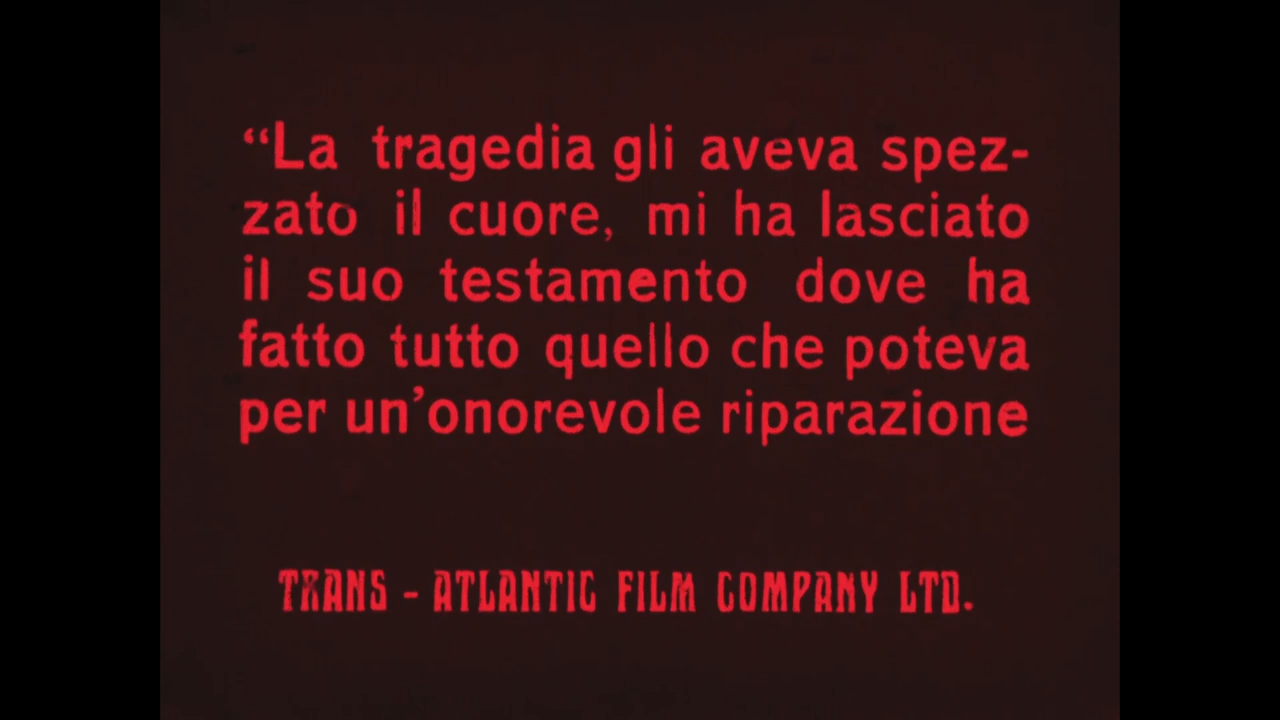 “La tragedia gli aveva spez-
zato il cuore, mi ha lasciato
il suo testamento dove ha
fatto tutto quello che poteva
per un’onorevole riparazione
TRANS - ATLANTIC FILM COMPANY LTD.